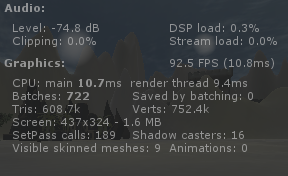 Audio:
Level: -74.8 dB DSP load: 0.3%
Clipping: 0.0% Stream load: 0.0%
Graphics: 92.5 FPS (10.8ms)
CPU: main 10.7ms render thread 9.4ms
Batches: 722 Saved by batching: 0
Tris: 608.7k Verts: 752.4k
Screen: 437x324 - 1.6 MB
SetPass calls: 189 Shadow casters: 16
Visible skinned meshes: 9 Animations: 0